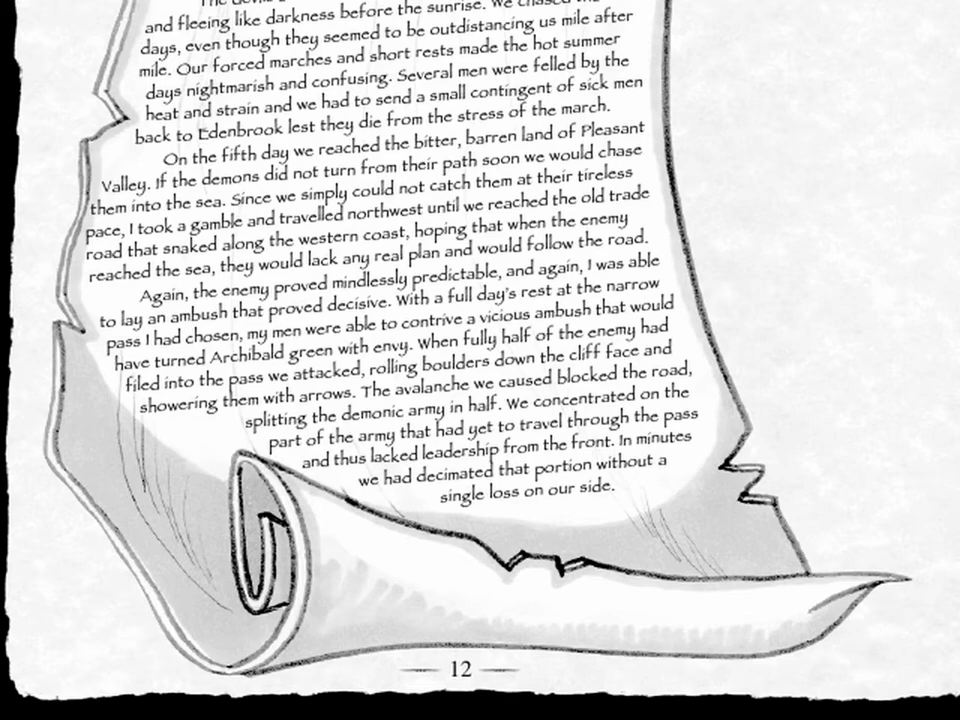 The devils
and fleeing like darkness before the sunrise. We chased the
days, even though they seemed to be outdistancing us mile after
mile. Our forced marches and short rests made the hot summer
days nightmarish and confusing. Several men were felled by the
heat and strain and we had to send a small contingent of sick men
back to Edenbrook lest they die from the stress of the march.
On the fifth day we reached the bitter, barren land of Pleasant
Valley. If the demons did not turn from their path soon we would chase
them into the sea. Since we simply could not catch them at their tireless
pace, I took a gamble and travelled northwest until we reached the old trade
road that snaked along the western coast, hoping that when the enemy
reached the sea, they would lack any real plan and would follow the road.
Again, the enemy proved mindlessly predictable, and again, I was able
to lay an ambush that proved decisive. With a full day's rest at the narrow
pass I had chosen, my men were able to contrive a vicious ambush that would
have turned Archibald green with envy. When fully half of the enemy had
filed into the pass we attacked, rolling boulders down the cliff face and
showering them with arrows. The avalanche we caused blocked the road,
splitting the demonic army in half. We concentrated on the
part of the army that had yet to travel through the pass
and thus lacked leadership from the front. In minutes
we had decimated that portion without a
single loss on our side.
12